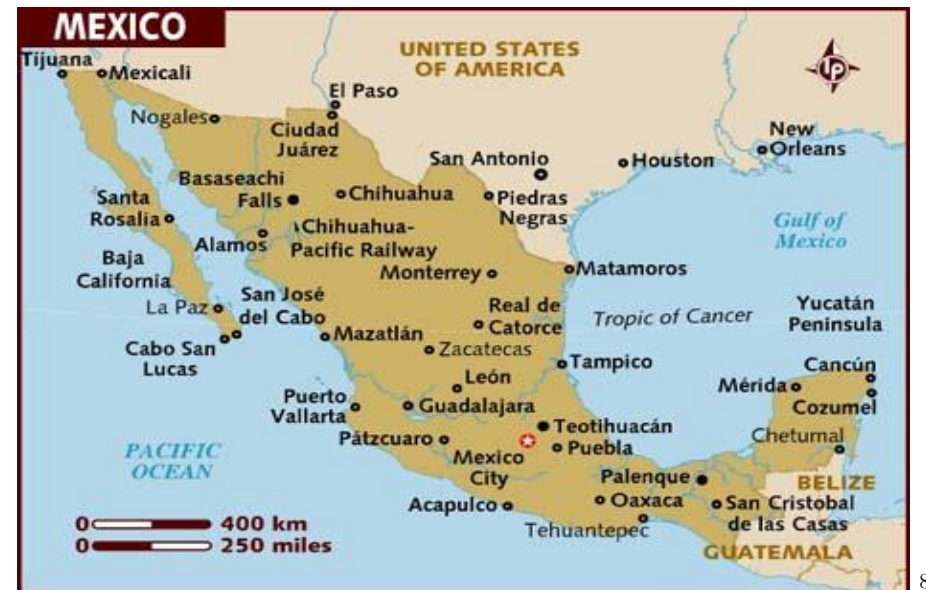 MEXICO
UNITED STATES
OF AMERICA
LP
Tijuana
Mexicali
El Paso
Nogales
Ciudad
Juárez
New
Orleans
San Antonio
Houston
Basaseachi
Falls
Chihuahua
Piedras
Negras
Santa
Rosalia
Gulf of
Mexico
Alamos
Chihuahua-
Pacific Railway
Baja
California
Monterrey
Matamoros
La Paz
San José
del Cabo
Real de
Catorce
Tropic of Cancer
Yucatán
Peninsula
Mazatlán
Zacatecas
Cabo San
Lucas
Tampico
Cancún
León
Mérida
Puerto
Vallarta
Guadalajara
Cozumel
Teotihuacán
Chetumal
Pátzcuaro
Puebla
PACIFIC
OCEAN
Mexico
City
Palenque
BELIZE
Acapulco
Oaxaca
San Cristobal
de las Casas
Tehuantepec
0 400 km
0 250 miles
GUATEMALA
8